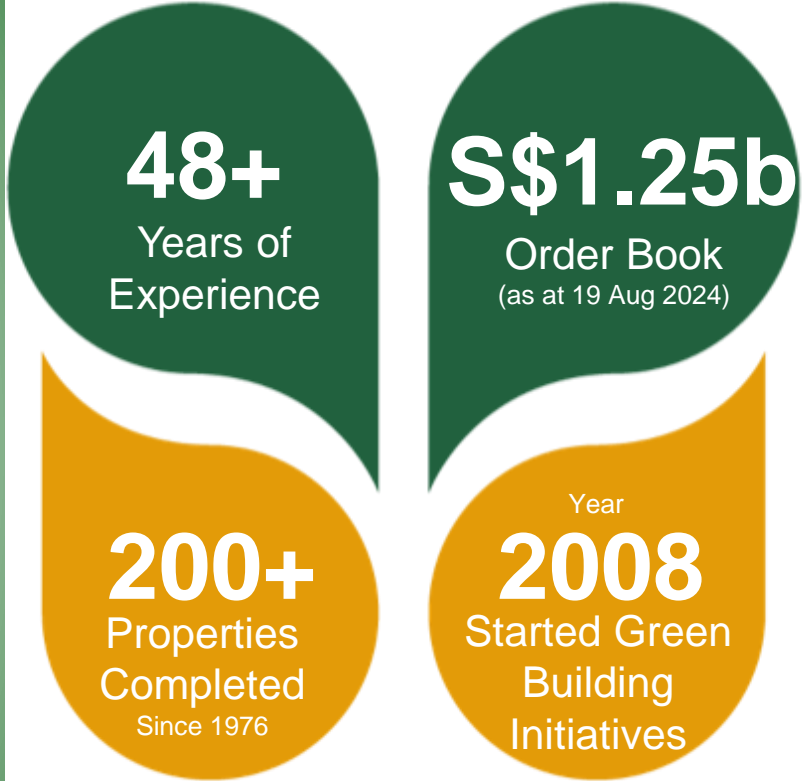 48+
Years of
Experience
S$1.25b
Order Book
(as at 19 Aug 2024)
200+
Properties
Completed
Since 1976
Year
2008
Started Green
Building
Initiatives